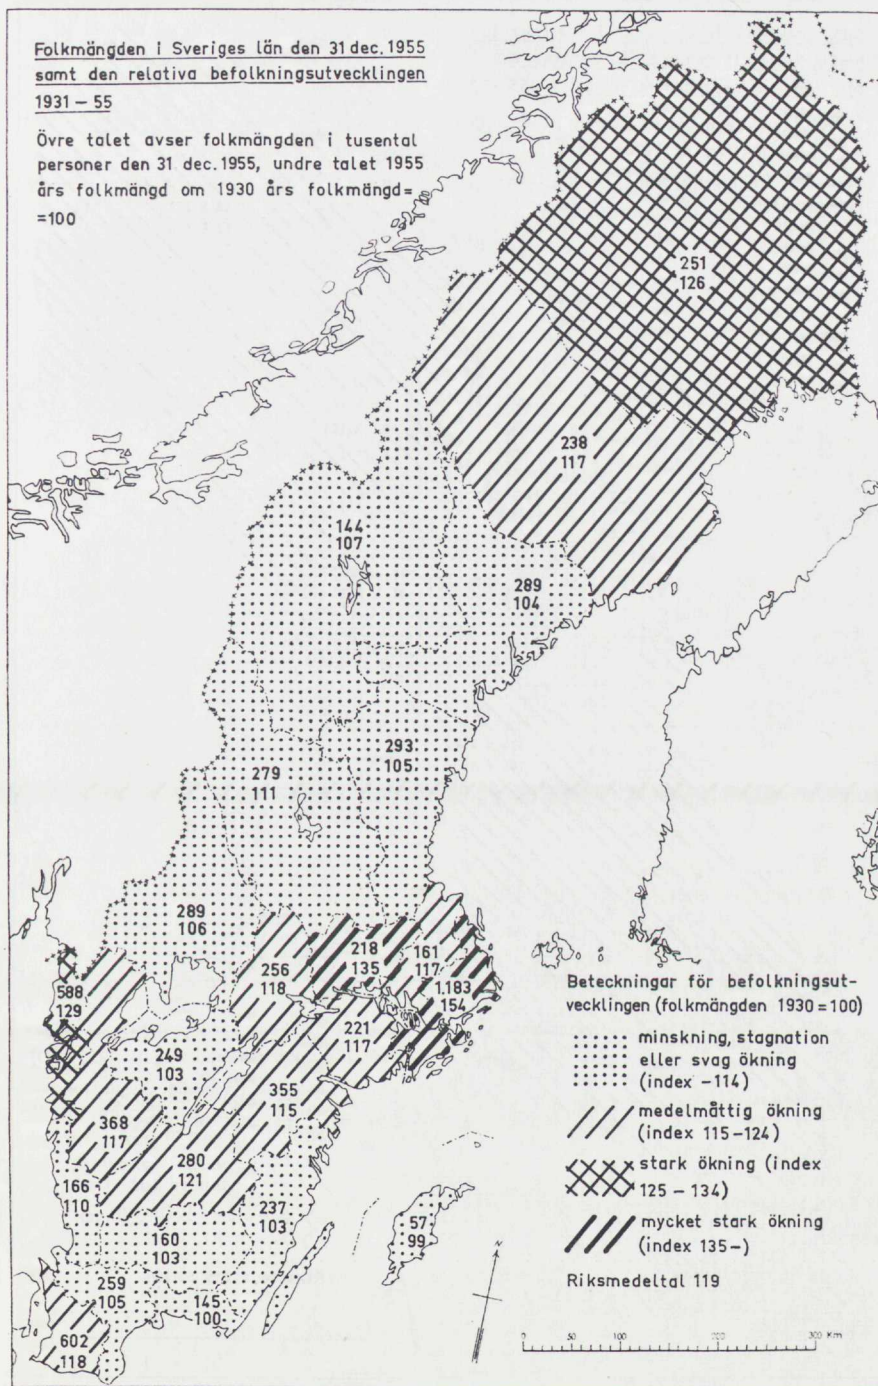 Folkmängden i Sveriges län den 31 dec. 1955
samt den relativa befolkningsutvecklingen
1931 – 55
Övre talet avser folkmängden i tusental
personer den 31 dec. 1955, undre talet 1955
års folkmängd om 1930 års folkmängd=
=100
251
126
238
117
144
107
289
104
293
105
279
111
289
106
218
135
161
117
256
118
1,183
154
588
129
221
117
249
103
355
115
368
117
280
121
166
110
237
103
160
103
57
99
259
105
145
100
602
118
Beteckningar för befolkningsut-
vecklingen (folkmängden 1930 = 100)
minskning, stagnation
eller svag ökning
(index –114)
medelmåttig ökning
(index 115–124)
stark ökning (index
125 – 134)
mycket stark ökning
(index 135–)
Riksmedeltal 119
N
0 50 100 200 300 Km